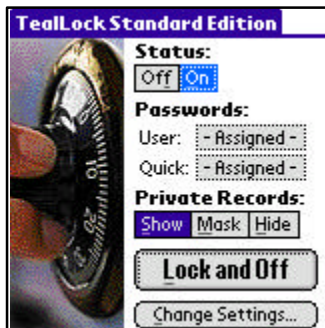 TealLock Standard Edition
Status:
Off On
Passwords:
User: - Assigned -
Quick: - Assigned -
Private Records:
Show Mask Hide
Lock and Off
Change Settings...